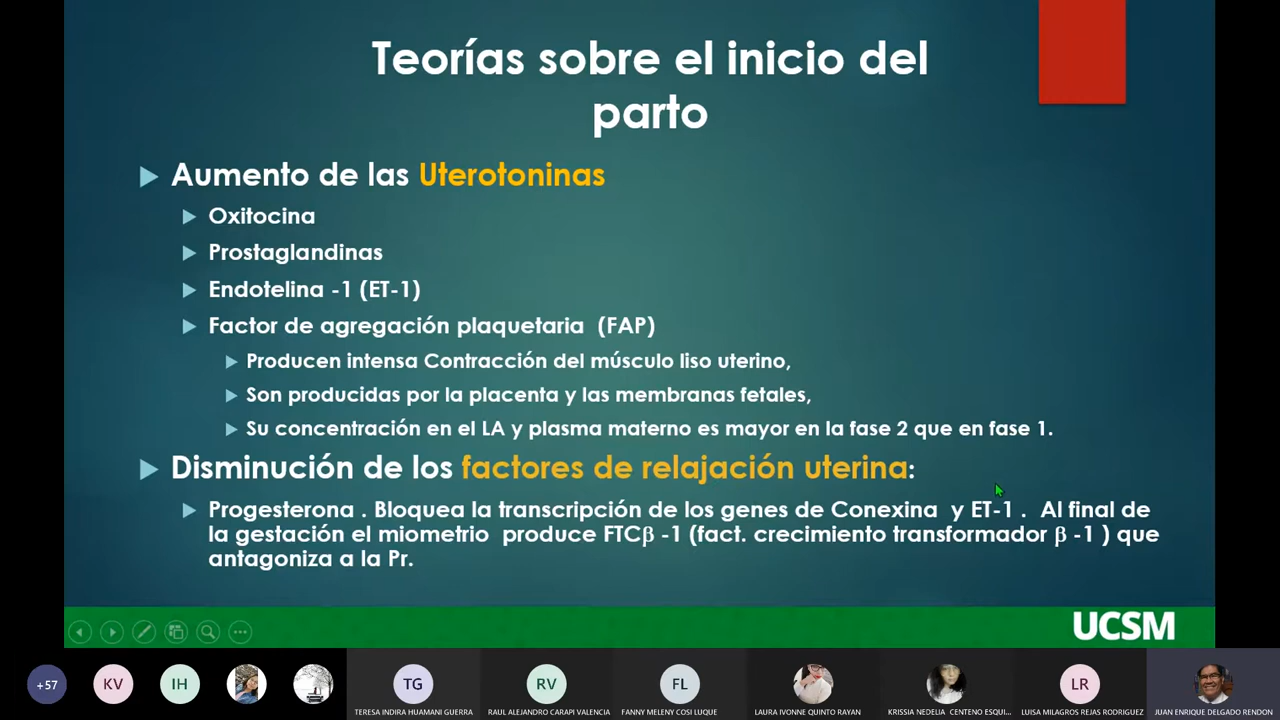 Teorías sobre el inicio del
parto
Aumento de las Uterotoninas
Oxitocina
Prostaglandinas
Endotelina -1 (ET-1)
Factor de agregación plaquetaria (FAP)
Producen intensa Contracción del músculo liso uterino,
Son producidas por la placenta y las membranas fetales,
Su concentración en el LA y plasma materno es mayor en la fase 2 que en fase 1.
Disminución de los factores de relajación uterina:
Progesterona . Bloquea la transcripción de los genes de Conexina y ET-1 . Al final de
la gestación el miometrio produce FTCβ -1 (fact. crecimiento transformador β -1 ) que
antagoniza a la Pr.
UCSM
+57
KV
IH
TG
RV
FL
LR
TERESA INDIRA HUAMANI GUERRA
RAUL ALEJANDRO CARAPI VALENCIA
FANNY MELENY COSI LUQUE
LAURA IVONNE QUINTO RAYAN
KRISSIA NEDELIA CENTENO ESQUI...
LUISA MILAGROS REJAS RODRIGUEZ
JUAN ENRIQUE DELGADO RENDON